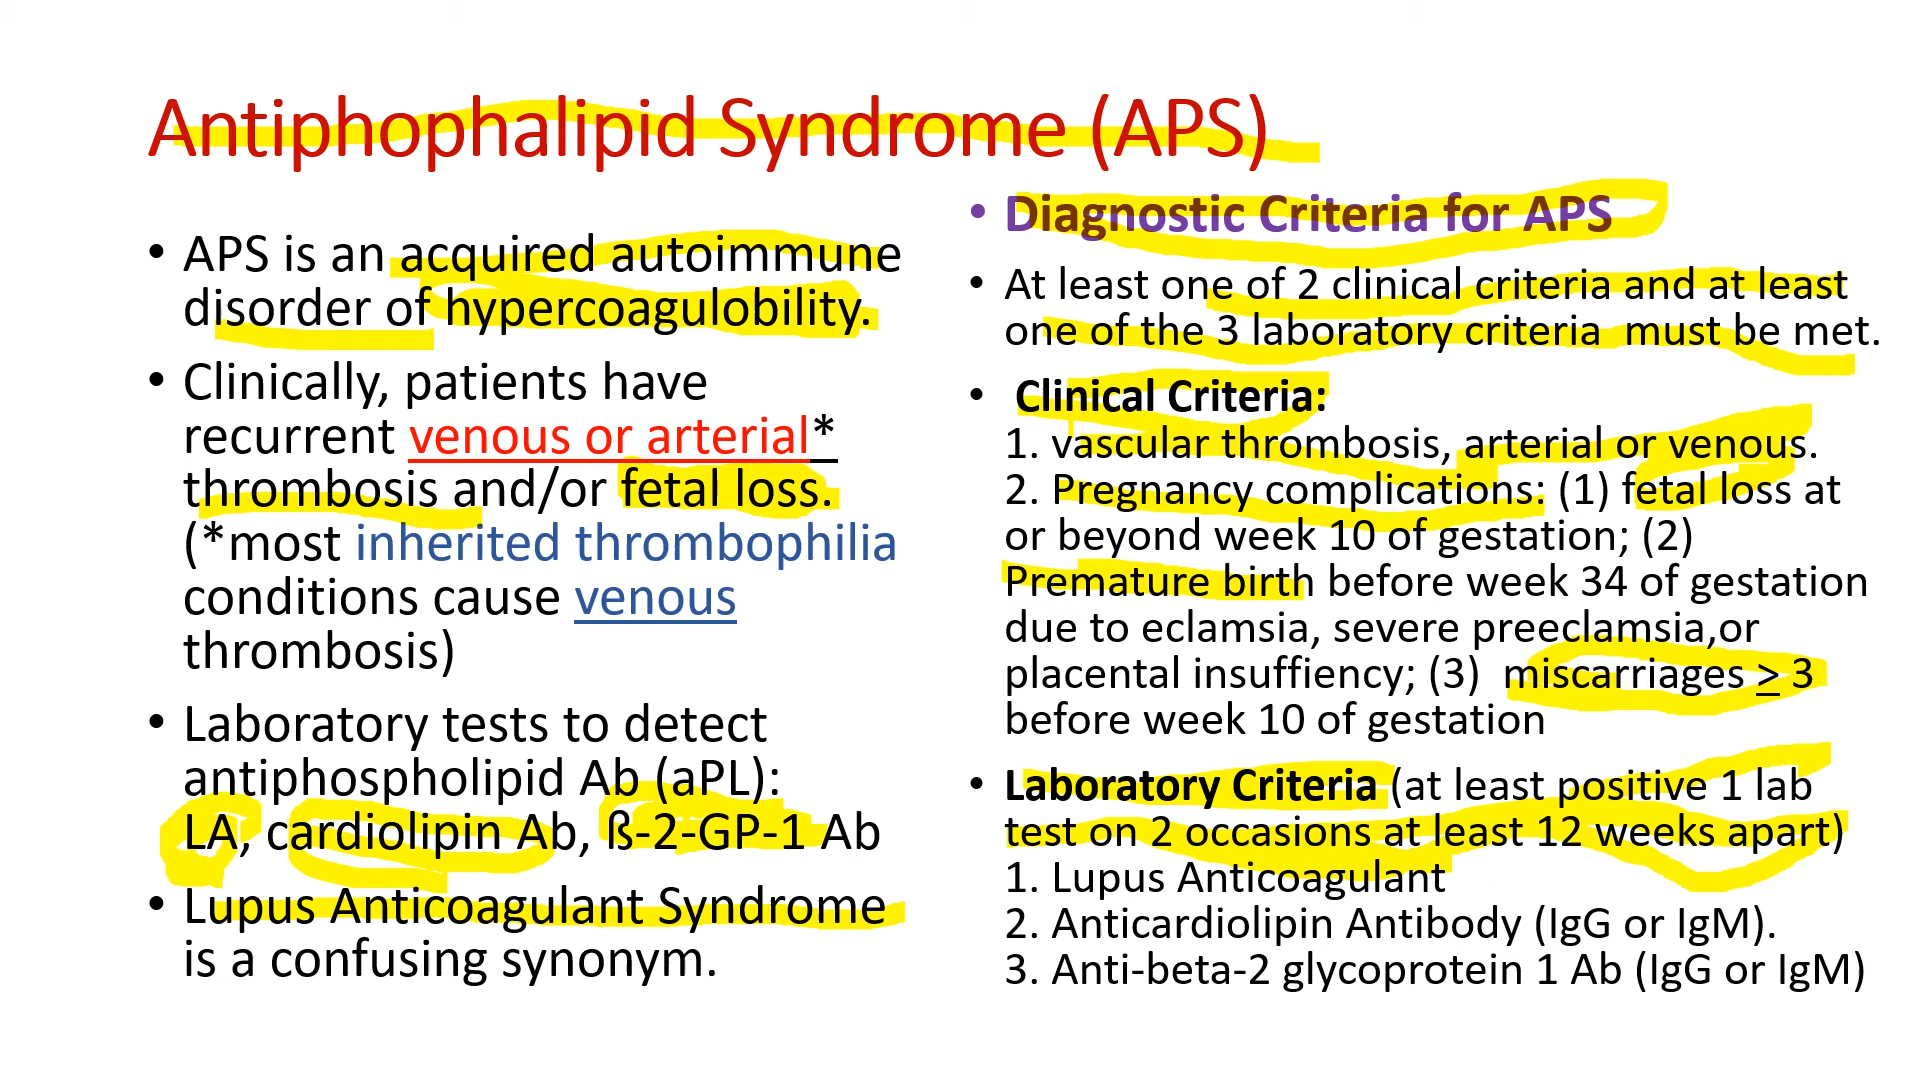 Antiphophalipid Syndrome (APS)
• APS is an acquired autoimmune
disorder of hypercoagulobility.
• Clinically, patients have
recurrent venous or arterial*
thrombosis and/or fetal loss.
(*most inherited thrombophilia
conditions cause venous
thrombosis)
• Laboratory tests to detect
antiphospholipid Ab (aPL):
LA, cardiolipin Ab, ß-2-GP-1 Ab
• Lupus Anticoagulant Syndrome
is a confusing synonym.
• Diagnostic Criteria for APS
• At least one of 2 clinical criteria and at least
one of the 3 laboratory criteria must be met.
• Clinical Criteria:
1. vascular thrombosis, arterial or venous.
2. Pregnancy complications: (1) fetal loss at
or beyond week 10 of gestation; (2)
Premature birth before week 34 of gestation
due to eclamsia, severe preeclamsia,or
placental insuffiency; (3) miscarriages ≥ 3
before week 10 of gestation
• Laboratory Criteria (at least positive 1 lab
test on 2 occasions at least 12 weeks apart)
1. Lupus Anticoagulant
2. Anticardiolipin Antibody (IgG or IgM).
3. Anti-beta-2 glycoprotein 1 Ab (IgG or IgM)